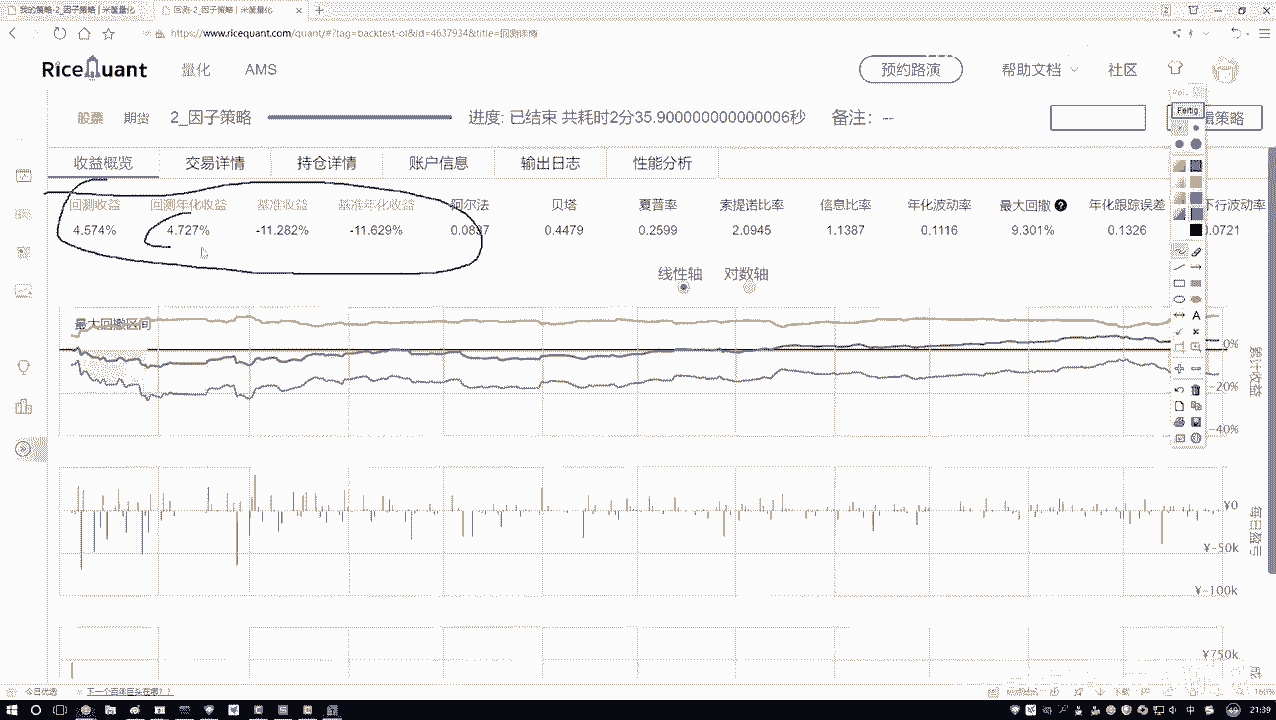 我的策略-2_因子策略 | 米筐量化
回测-2_因子策略 | 米筐量化
https://www.ricequant.com/quant/#?tag=backtest-ol&id=4637934&title=回测详情
RiceQuant 量化 AMS 预约路演 帮助文档 社区
股票 期货 2_因子策略 进度: 已结束 共耗时2分35.900000000000006秒 备注: -- 辑策略
Fertig
收益概览 交易详情 持仓详情 账户信息 输出日志 性能分析
回测收益 回测年化收益 基准收益 基准年化收益 阿尔法 贝塔 夏普率 索提诺比率 信息比率 年化波动率 最大回撤 年化跟踪误差 下行波动率
4.574% 4.727% -11.282% -11.629% 0.4479 0.2599 2.0945 1.1387 0.1116 9.301% 0.1326 0.0721
线性轴 对数轴
最大回撤区间
0%
-20%
-40%
累计收益
¥0
¥-50k
¥-100k
每日盈亏
¥750k
今日优选 下一个百年巨头在哪?
160%
中 21:39